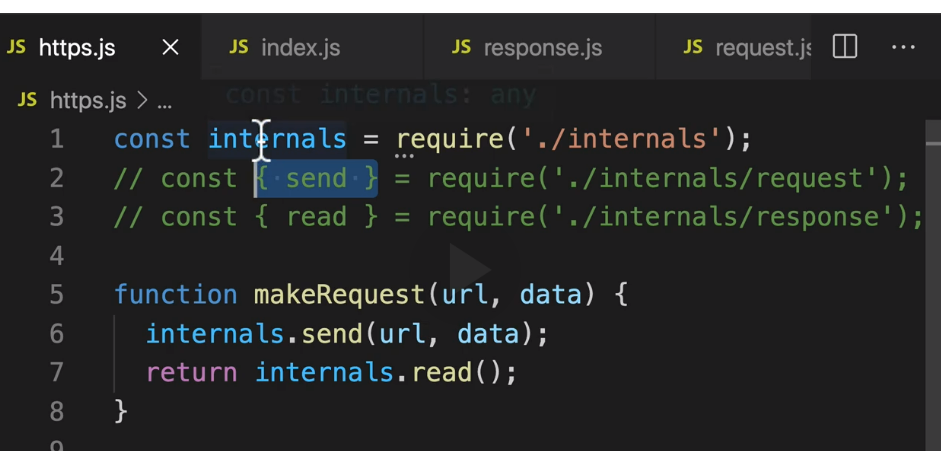 JS https.js JS index.js JS response.js JS request.js ...
JS https.js > ...
const internals: any
1 const internals = require('./internals');
2 // const { send } = require('./internals/request');
3 // const { read } = require('./internals/response');
4
5 function makeRequest(url, data) {
6 internals.send(url, data);
7 return internals.read();
8 }
9